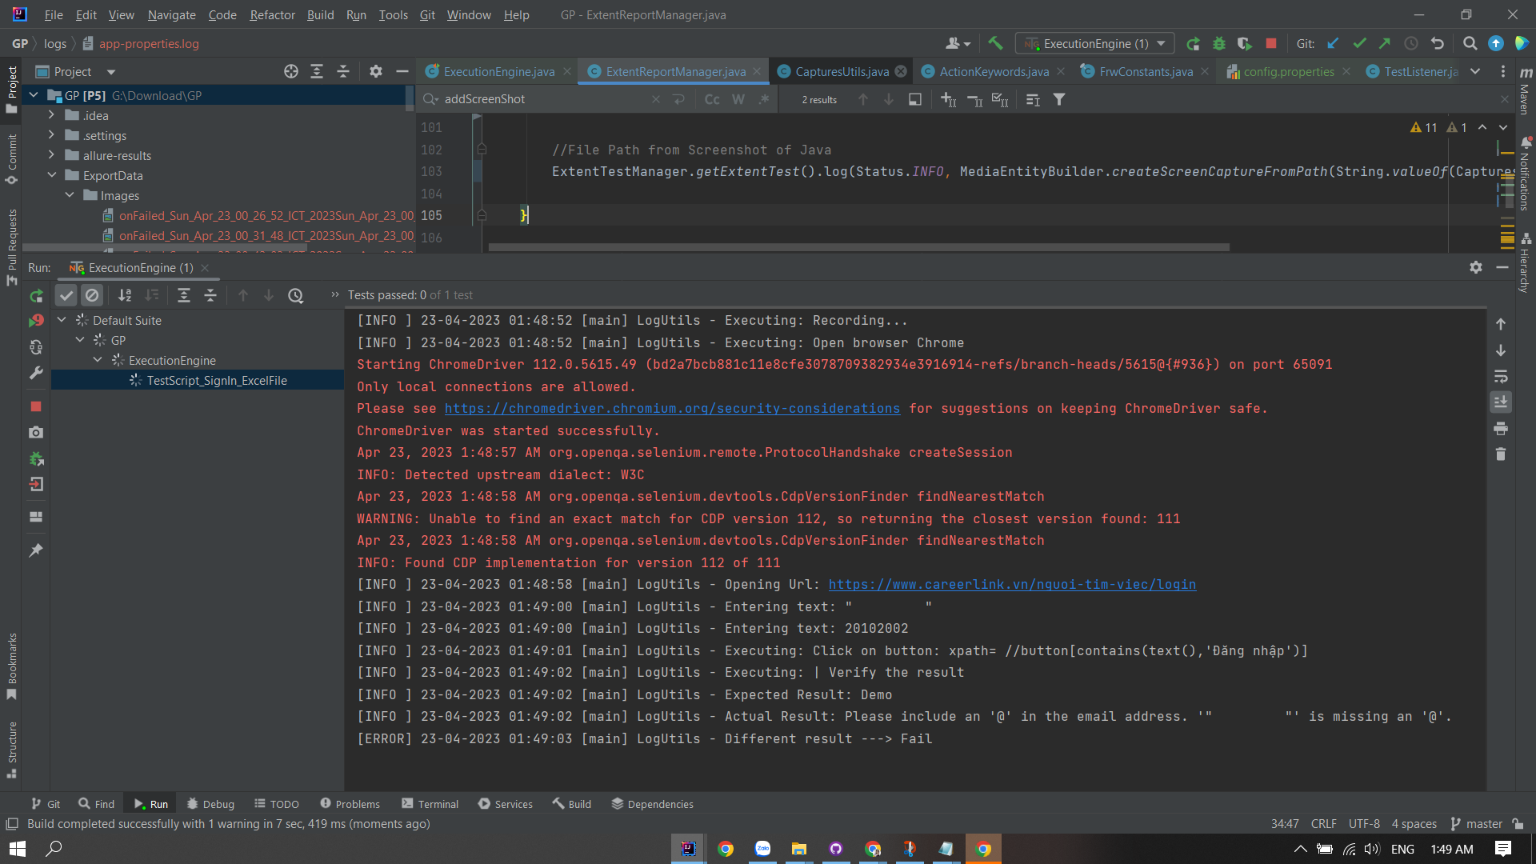 File Edit View Navigate Code Refactor Build Run Tools Git Window Help GP - ExtentReportManager.java
GP logs app-properties.log
ExecutionEngine (1) Git:
Project
ExecutionEngine.java ExtentReportManager.java CapturesUtils.java ActionKeywords.java FrwConstants.java config.properties TestListener.ja
GP [P5] G:\Download\GP
.idea
.settings
allure-results
ExportData
Images
onFailed_Sun_Apr_23_00_26_52_ICT_2023Sun_Apr_23_00_
onFailed_Sun_Apr_23_00_31_48_ICT_2023Sun_Apr_23_00_
addScreenShot Cc W .* 2 results
11 1
101
102 //File Path from Screenshot of Java
103 ExtentTestManager.getExtentTest().log(Status.INFO, MediaEntityBuilder.createScreenCaptureFromPath(String.valueOf(Captures
104
105 }
106
Project
Commit
Pull Requests
Bookmarks
Structure
Maven
Notifications
Hierarchy
Run: ExecutionEngine (1)
Tests passed: 0 of 1 test
Default Suite
GP
ExecutionEngine
TestScript_SignIn_ExcelFile
[INFO ] 23-04-2023 01:48:52 [main] LogUtils - Executing: Recording...
[INFO ] 23-04-2023 01:48:52 [main] LogUtils - Executing: Open browser Chrome
Starting ChromeDriver 112.0.5615.49 (bd2a7bcb881c11e8cfe3078709382934e3916914-refs/branch-heads/5615@{#936}) on port 65091
Only local connections are allowed.
Please see https://chromedriver.chromium.org/security-considerations for suggestions on keeping ChromeDriver safe.
ChromeDriver was started successfully.
Apr 23, 2023 1:48:57 AM org.openqa.selenium.remote.ProtocolHandshake createSession
INFO: Detected upstream dialect: W3C
Apr 23, 2023 1:48:58 AM org.openqa.selenium.devtools.CdpVersionFinder findNearestMatch
WARNING: Unable to find an exact match for CDP version 112, so returning the closest version found: 111
Apr 23, 2023 1:48:58 AM org.openqa.selenium.devtools.CdpVersionFinder findNearestMatch
INFO: Found CDP implementation for version 112 of 111
[INFO ] 23-04-2023 01:48:58 [main] LogUtils - Opening Url: https://www.careerlink.vn/nguoi-tim-viec/login
[INFO ] 23-04-2023 01:49:00 [main] LogUtils - Entering text: "         "
[INFO ] 23-04-2023 01:49:00 [main] LogUtils - Entering text: 20102002
[INFO ] 23-04-2023 01:49:01 [main] LogUtils - Executing: Click on button: xpath= //button[contains(text(),'Đăng nhập')]
[INFO ] 23-04-2023 01:49:02 [main] LogUtils - Executing: | Verify the result
[INFO ] 23-04-2023 01:49:02 [main] LogUtils - Expected Result: Demo
[INFO ] 23-04-2023 01:49:02 [main] LogUtils - Actual Result: Please include an '@' in the email address. '"         "' is missing an '@'.
[ERROR] 23-04-2023 01:49:03 [main] LogUtils - Different result ---> Fail
Git Find Run Debug TODO Problems Terminal Services Build Dependencies
Build completed successfully with 1 warning in 7 sec, 419 ms (moments ago) 34:47 CRLF UTF-8 4 spaces master
Zalo
ENG 1:49 AM